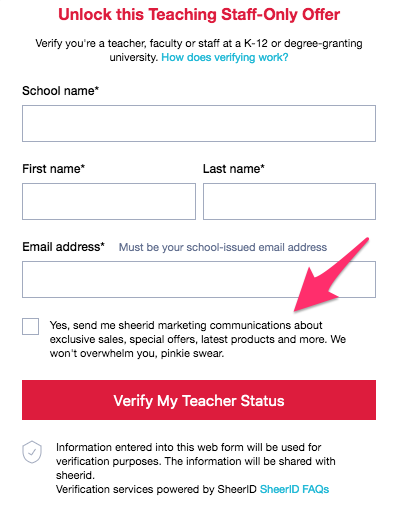 Unlock this Teaching Staff-Only Offer
Verify you're a teacher, faculty or staff at a K-12 or degree-granting
university. How does verifying work?
School name*
First name* Last name*
Email address* Must be your school-issued email address
Yes, send me sheerid marketing communications about
exclusive sales, special offers, latest products and more. We
won't overwhelm you, pinkie swear.
Verify My Teacher Status
Information entered into this web form will be used for
verification purposes. The information will be shared with
sheerid.
Verification services powered by SheerID SheerID FAQs